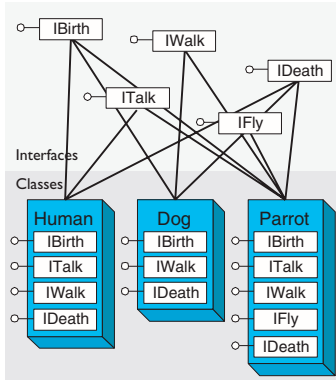 IBirth
IWalk
IDeath
ITalk
IFly
Interfaces
Classes
Human
IBirth
ITalk
IWalk
IDeath
Dog
IBirth
IWalk
IDeath
Parrot
IBirth
ITalk
IWalk
IFly
IDeath